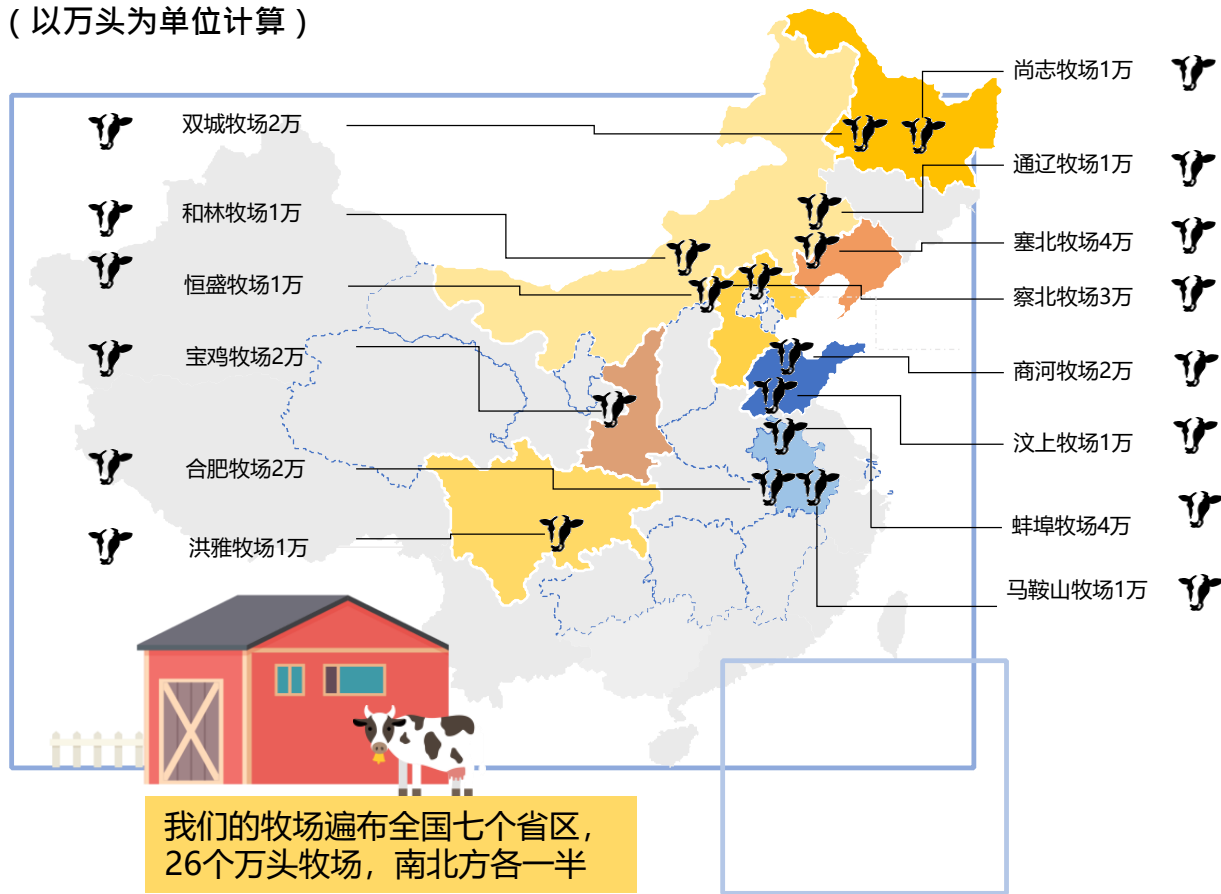 （以万头为单位计算）
尚志牧场1万
双城牧场2万
通辽牧场1万
和林牧场1万
塞北牧场4万
恒盛牧场1万
察北牧场3万
宝鸡牧场2万
商河牧场2万
汶上牧场1万
合肥牧场2万
蚌埠牧场4万
洪雅牧场1万
马鞍山牧场1万
我们的牧场遍布全国七个省区，
26个万头牧场，南北方各一半